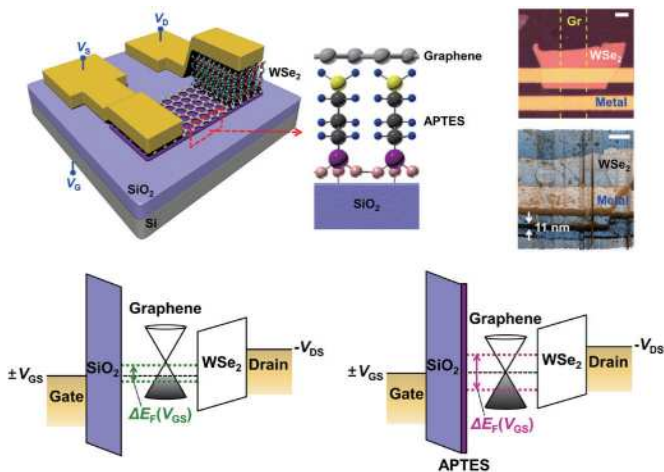 V_D
V_S
WSe₂
V_G
SiO₂
Si
Graphene
APTES
SiO₂
Gr
WSe₂
Metal
WSe₂
Metal
11 nm
Graphene
SiO₂
WSe₂
-V_DS
Drain
±V_GS
Gate
ΔE_F(V_GS)
Graphene
SiO₂
WSe₂
-V_DS
Drain
±V_GS
Gate
ΔE_F(V_GS)
APTES